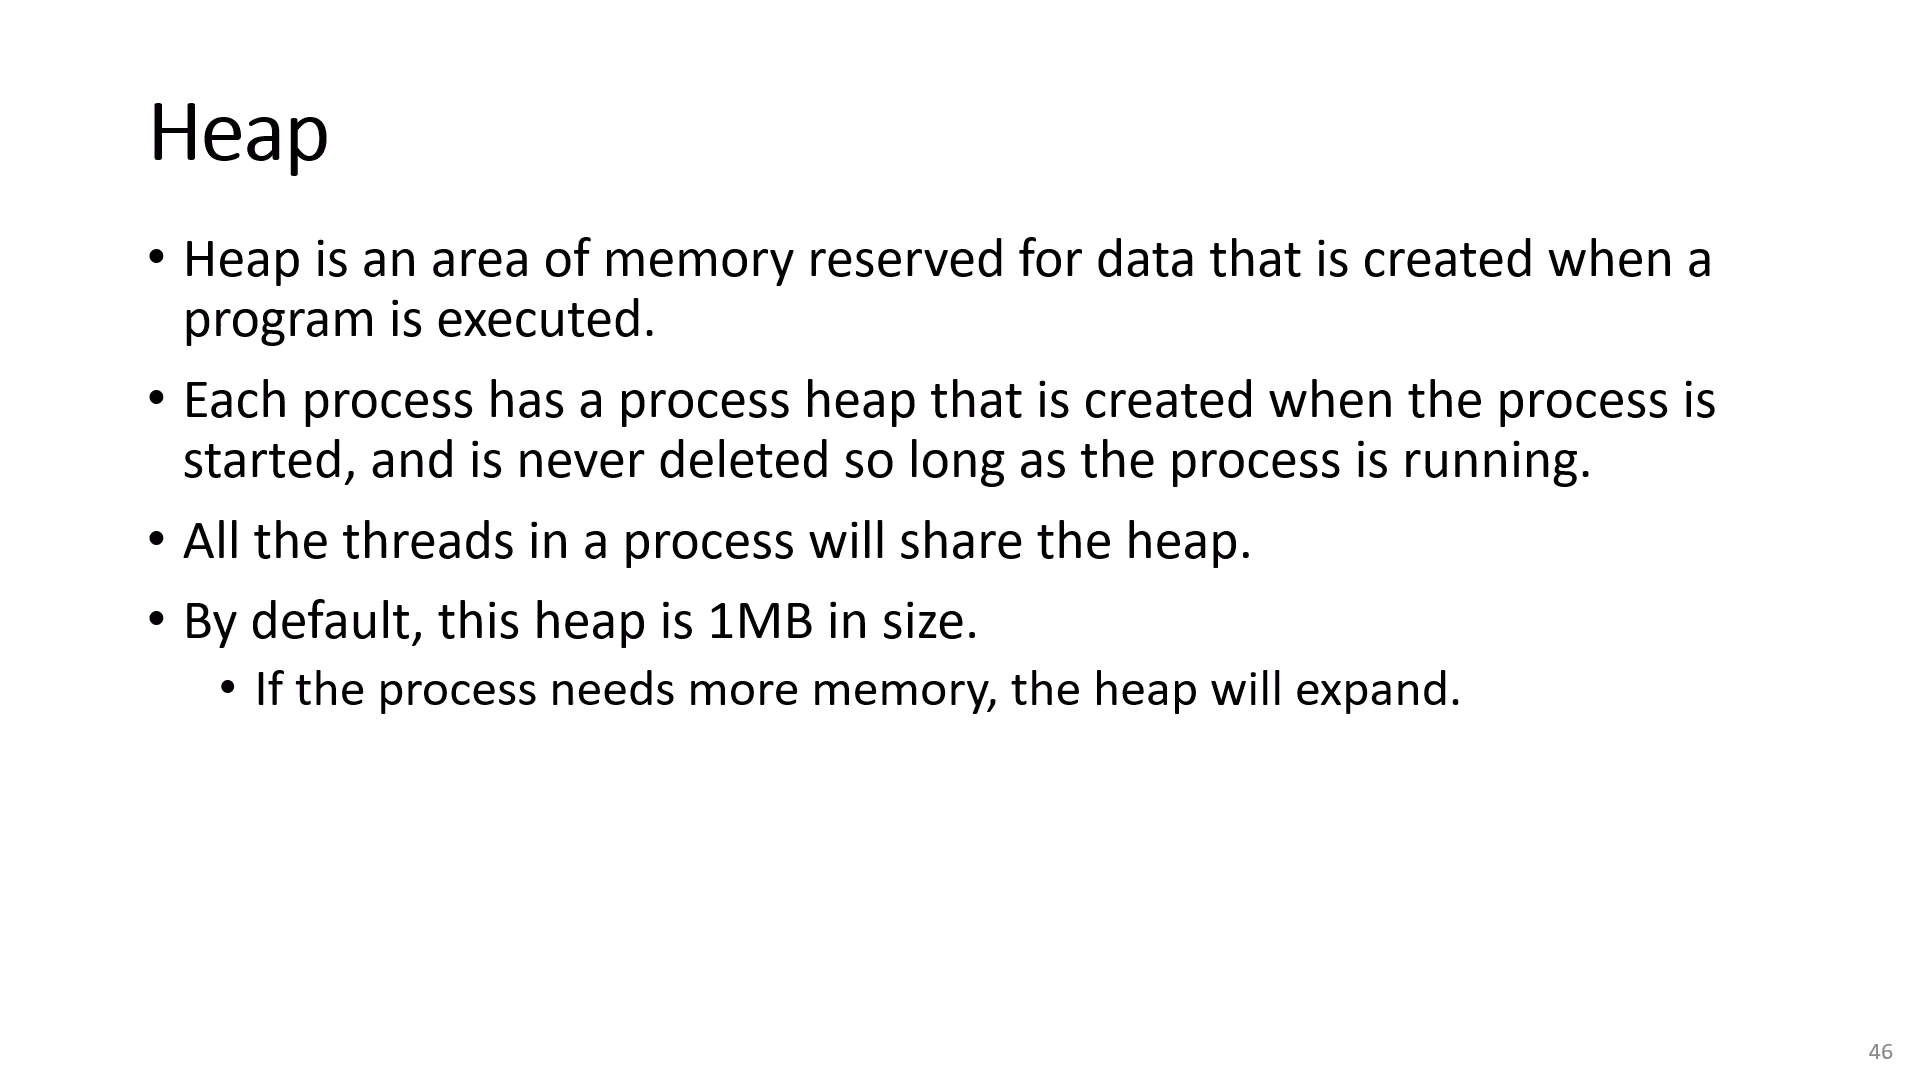 Heap
• Heap is an area of memory reserved for data that is created when a
program is executed.
• Each process has a process heap that is created when the process is
started, and is never deleted so long as the process is running.
• All the threads in a process will share the heap.
• By default, this heap is 1MB in size.
• If the process needs more memory, the heap will expand.
46